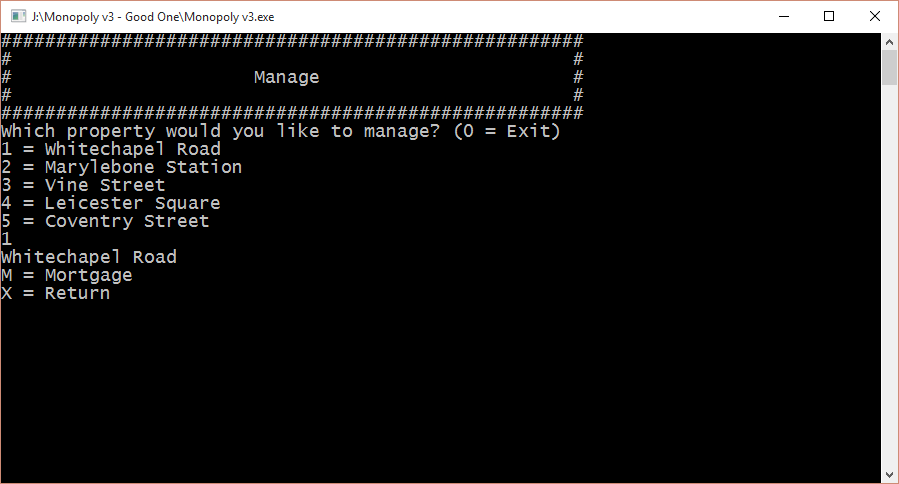 J:\Monopoly v3 - Good One\Monopoly v3.exe
#####################################################
#                                                   #
#                      Manage                       #
#                                                   #
#####################################################
Which property would you like to manage? (0 = Exit)
1 = Whitechapel Road
2 = Marylebone Station
3 = Vine Street
4 = Leicester Square
5 = Coventry Street
1
Whitechapel Road
M = Mortgage
X = Return